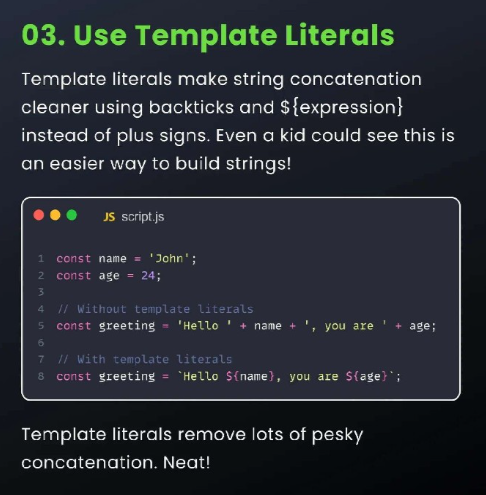 03. Use Template Literals
Template literals make string concatenation
cleaner using backticks and ${expression}
instead of plus signs. Even a kid could see this is
an easier way to build strings!
JS script.js
1 const name = 'John';
2 const age = 24;
3
4 // Without template literals
5 const greeting = 'Hello ' + name + ', you are ' + age;
6
7 // With template literals
8 const greeting = `Hello ${name}, you are ${age}`;
Template literals remove lots of pesky
concatenation. Neat!